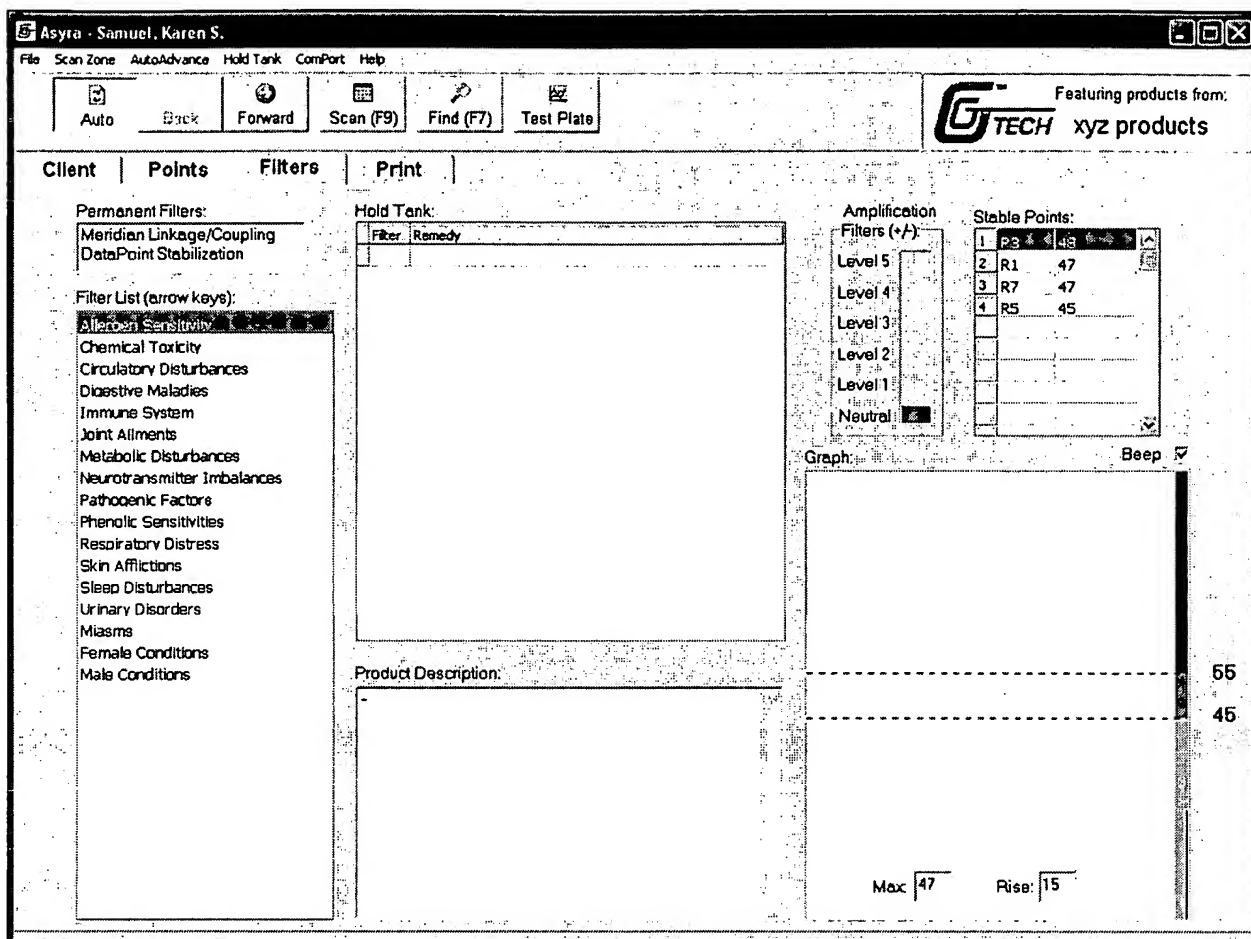 Asyra - Samuel, Karen S.
File Scan Zone AutoAdvance Hold Tank ComPort Help
Auto Back Forward Scan (F9) Find (F7) Test Plate
Featuring products from:
TECH xyz products
Client Points Filters Print
Permanent Filters:
Meridian Linkage/Coupling
DataPoint Stabilization
Filter List (arrow keys):
Allergen Sensitivity
Chemical Toxicity
Circulatory Disturbances
Digestive Maladies
Immune System
Joint Ailments
Metabolic Disturbances
Neurotransmitter Imbalances
Pathogenic Factors
Phenolic Sensitivities
Respiratory Distress
Skin Afflictions
Sleep Disturbances
Urinary Disorders
Miasms
Female Conditions
Male Conditions
Hold Tank:
Filter Remedy
Product Description:
-
Amplification
Filters (+/-):
Level 5
Level 4
Level 3
Level 2
Level 1
Neutral
Stable Points:
1 R3 48
2 R1 47
3 R7 47
4 R5 45
Graph:
Beep
55
45
Max: 47 Rise: 15